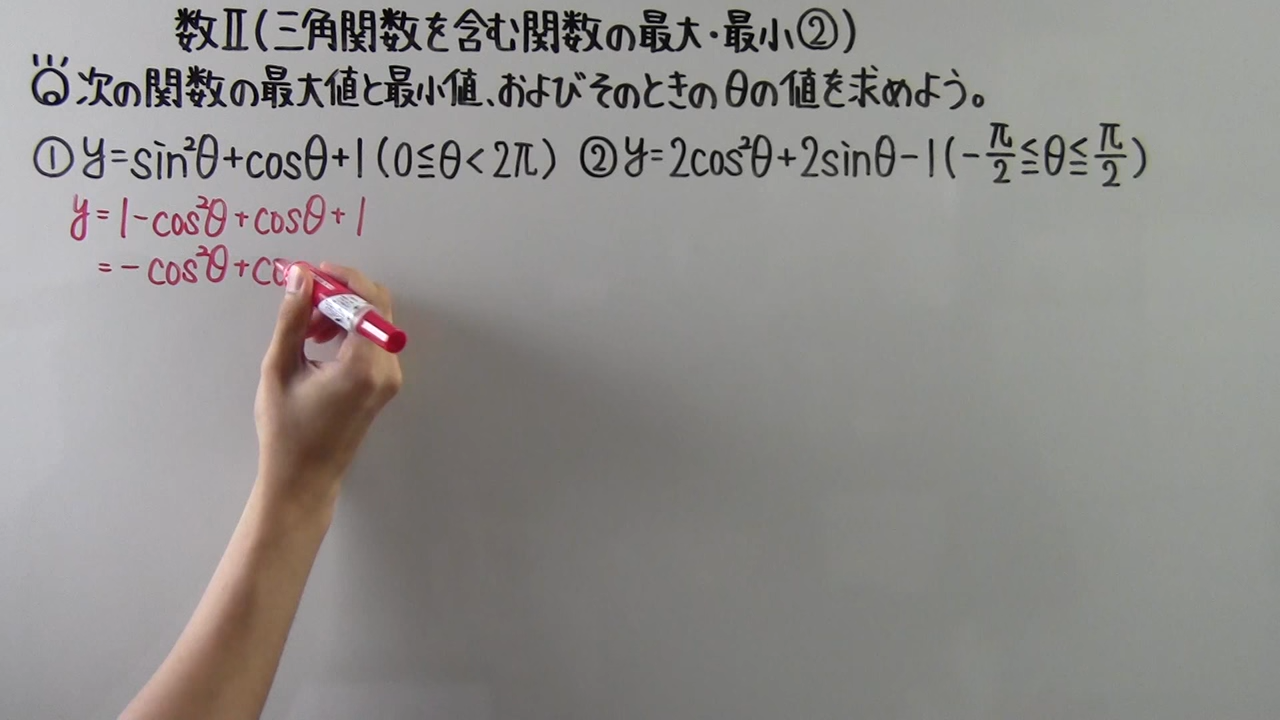 数Ⅱ(三角関数を含む関数の最大・最小②)
Q次の関数の最大値と最小値、およびそのときのθの値を求めよう。
①y=sin²θ+cosθ+1(0≦θ<2π) ②y=2cos²θ+2sinθ-1(-π/2≦θ≦π/2)
y=1-cos²θ+cosθ+1
=-cos²θ+co